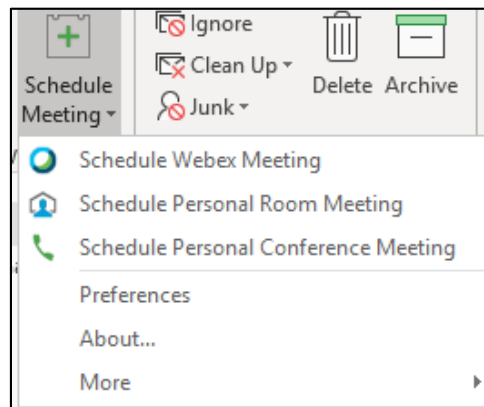 Ignore
Clean Up
Junk
Schedule
Meeting
Delete
Archive
Schedule Webex Meeting
Schedule Personal Room Meeting
Schedule Personal Conference Meeting
Preferences
About...
More